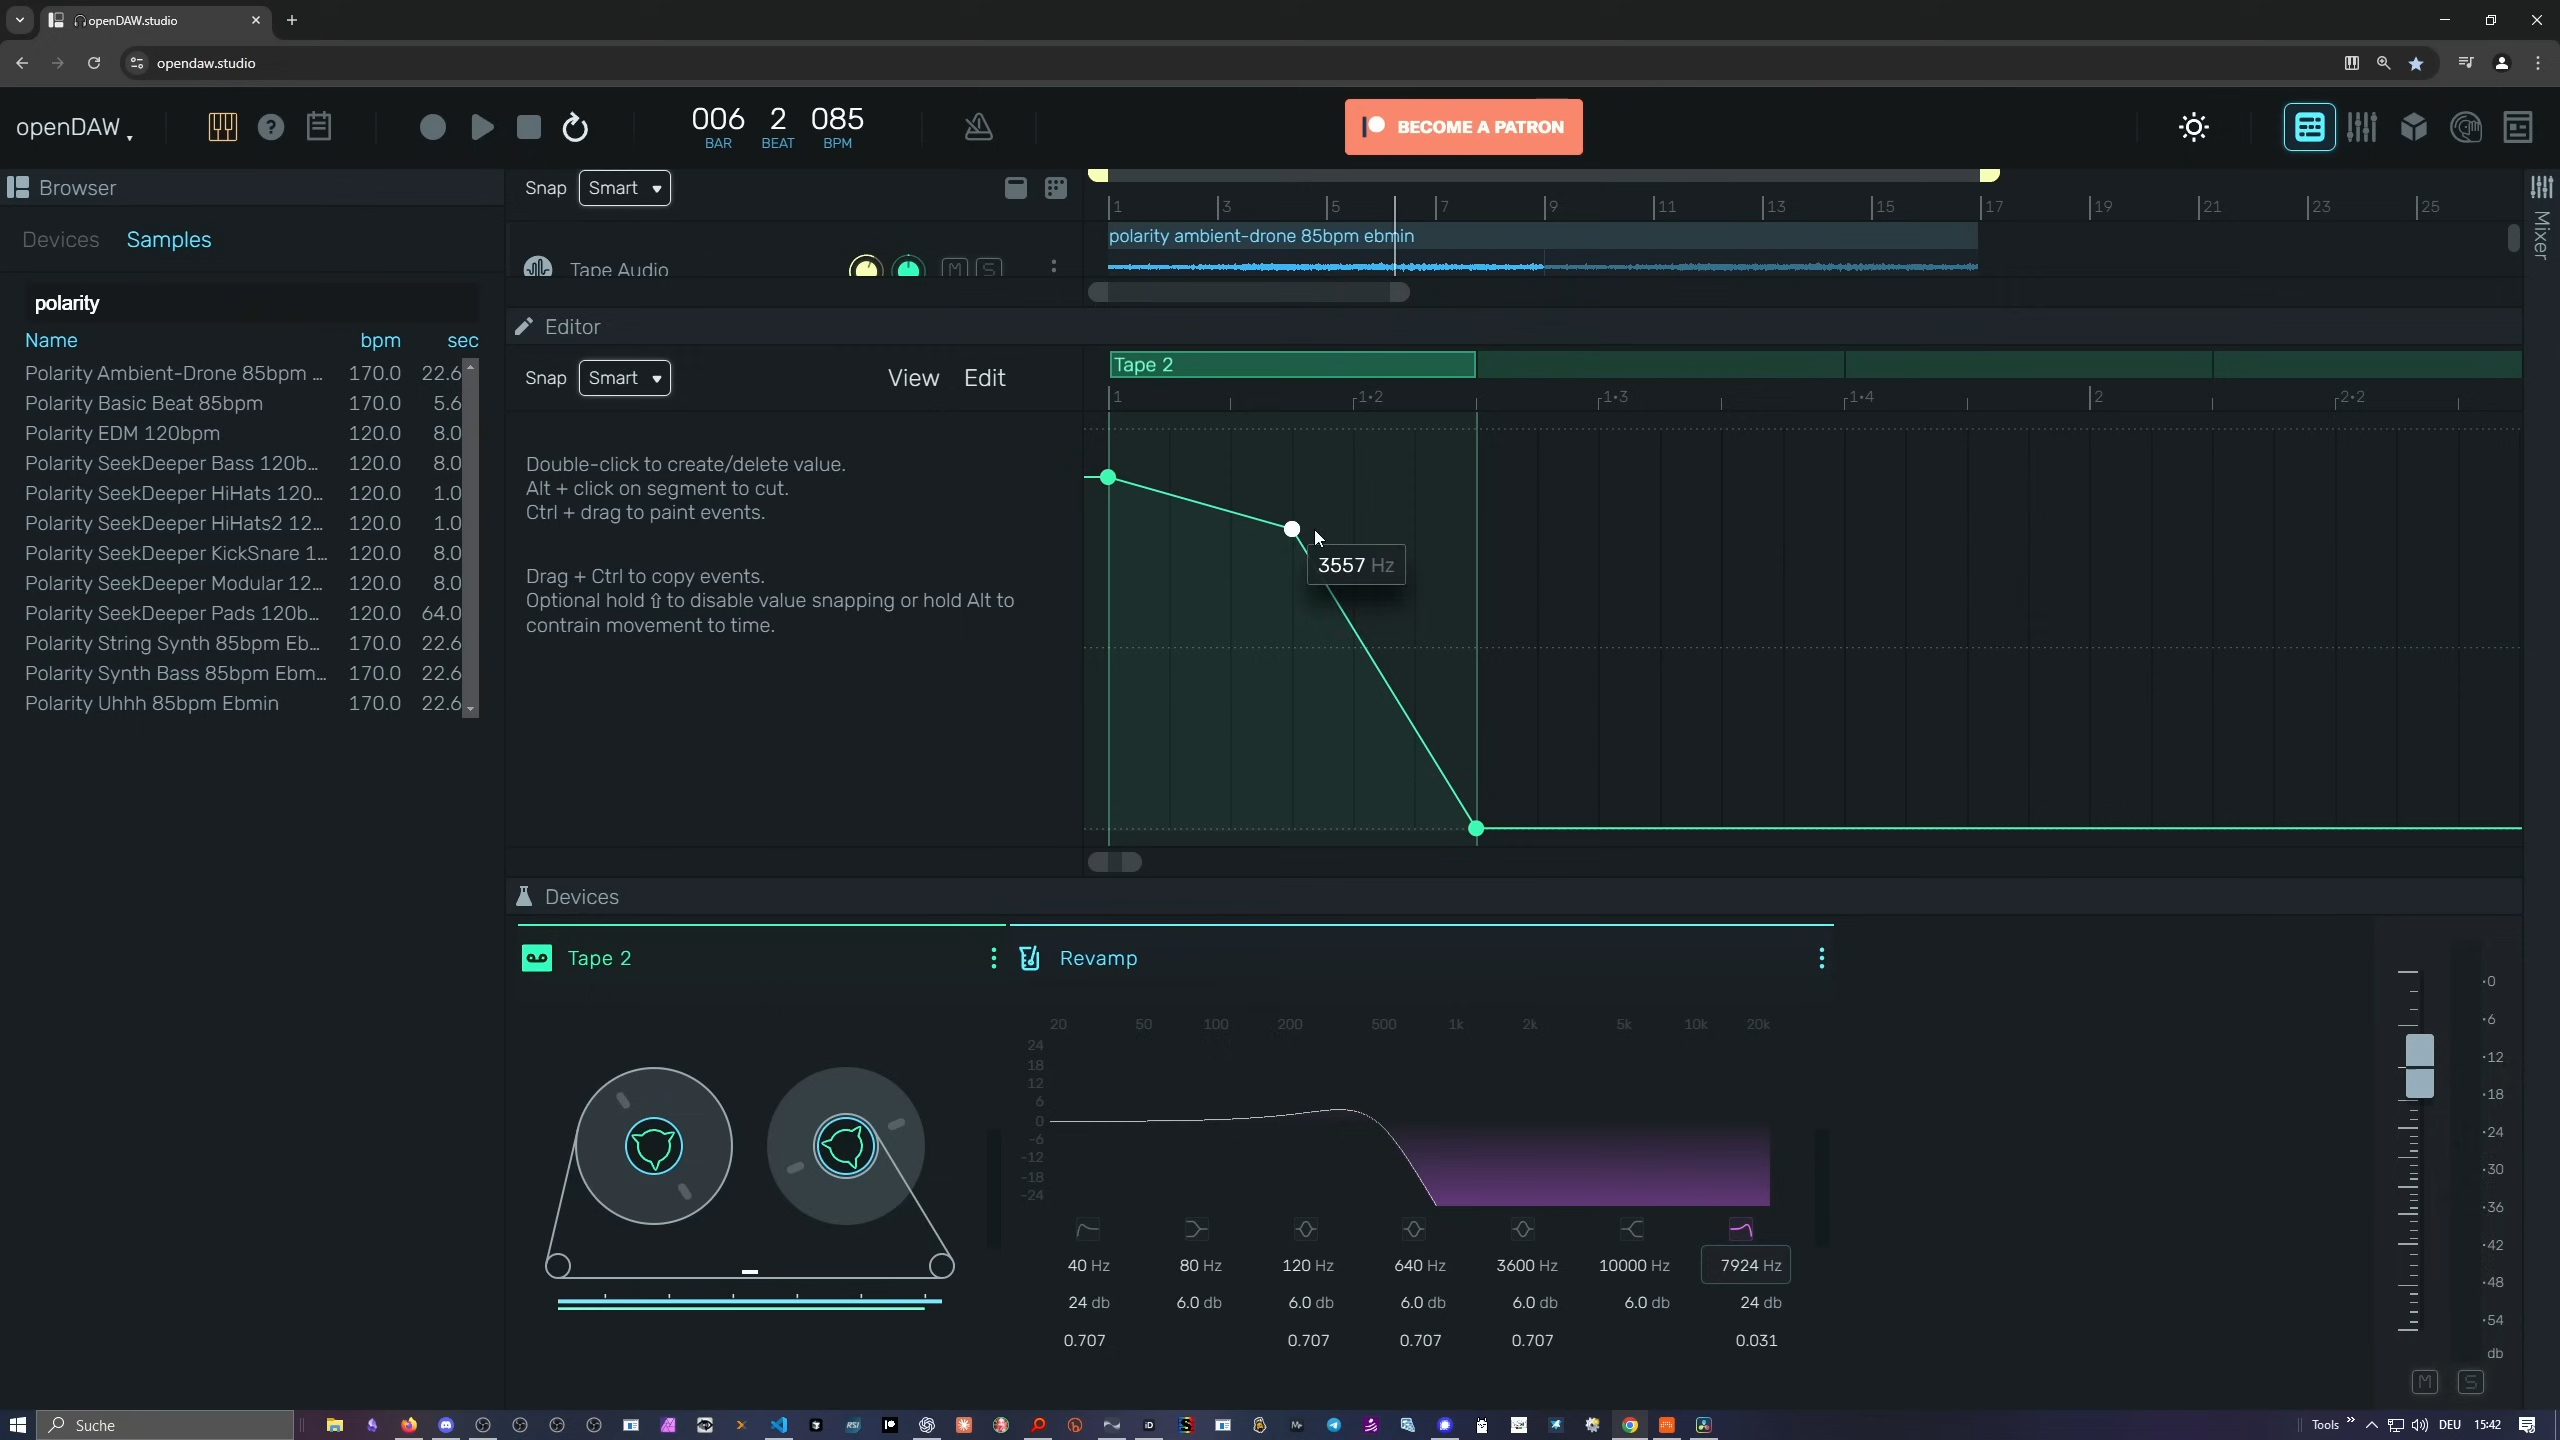 openDAW.studio
opendaw.studio
openDAW
006 2 085
BAR BEAT BPM
BECOME A PATRON
Browser
Snap Smart
1 3 5 7 9 11 13 15 17 19 21 23 25
Devices Samples
polarity ambient-drone 85bpm ebmin
Mixer
Tape Audio M S
polarity
Name bpm sec
Polarity Ambient-Drone 85bpm ... 170.0 22.6
Polarity Basic Beat 85bpm 170.0 5.6
Polarity EDM 120bpm 120.0 8.0
Polarity SeekDeeper Bass 120b... 120.0 8.0
Polarity SeekDeeper HiHats 120... 120.0 1.0
Polarity SeekDeeper HiHats2 12... 120.0 1.0
Polarity SeekDeeper KickSnare 1... 120.0 8.0
Polarity SeekDeeper Modular 12... 120.0 8.0
Polarity SeekDeeper Pads 120b... 120.0 64.0
Polarity String Synth 85bpm Eb... 170.0 22.6
Polarity Synth Bass 85bpm Ebm... 170.0 22.6
Polarity Uhhh 85bpm Ebmin 170.0 22.6
Editor
Snap Smart View Edit
Tape 2
1 1•2 1•3 1•4 2 2•2
Double-click to create/delete value.
Alt + click on segment to cut.
Ctrl + drag to paint events.
Drag + Ctrl to copy events.
Optional hold ⇧ to disable value snapping or hold Alt to
contrain movement to time.
3557 Hz
Devices
Tape 2
Revamp
20 50 100 200 500 1k 2k 5k 10k 20k
24
18
12
6
0
-6
-12
-18
-24
40 Hz 80 Hz 120 Hz 640 Hz 3600 Hz 10000 Hz 7924 Hz
24 db 6.0 db 6.0 db 6.0 db 6.0 db 6.0 db 24 db
0.707 0.707 0.707 0.707 0.031
•0
•6
•12
•18
•24
•30
•36
•42
•48
•54
db
M S
Suche
Tools
DEU
15:42